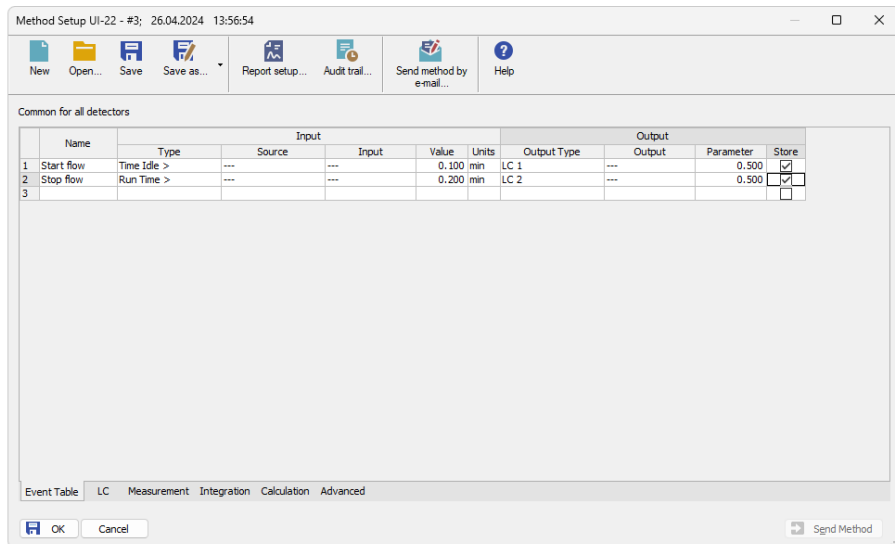 Method Setup UI-22 - #3; 26.04.2024 13:56:54
New Open... Save Save as... Report setup... Audit trail... Send method by e-mail... Help
Common for all detectors
Name Input Output
Type Source Input Value Units Output Type Output Parameter Store
1 Start flow Time Idle > --- --- 0.100 min LC 1 --- 0.500
2 Stop flow Run Time > --- --- 0.200 min LC 2 --- 0.500
3
Event Table LC Measurement Integration Calculation Advanced
OK Cancel Send Method